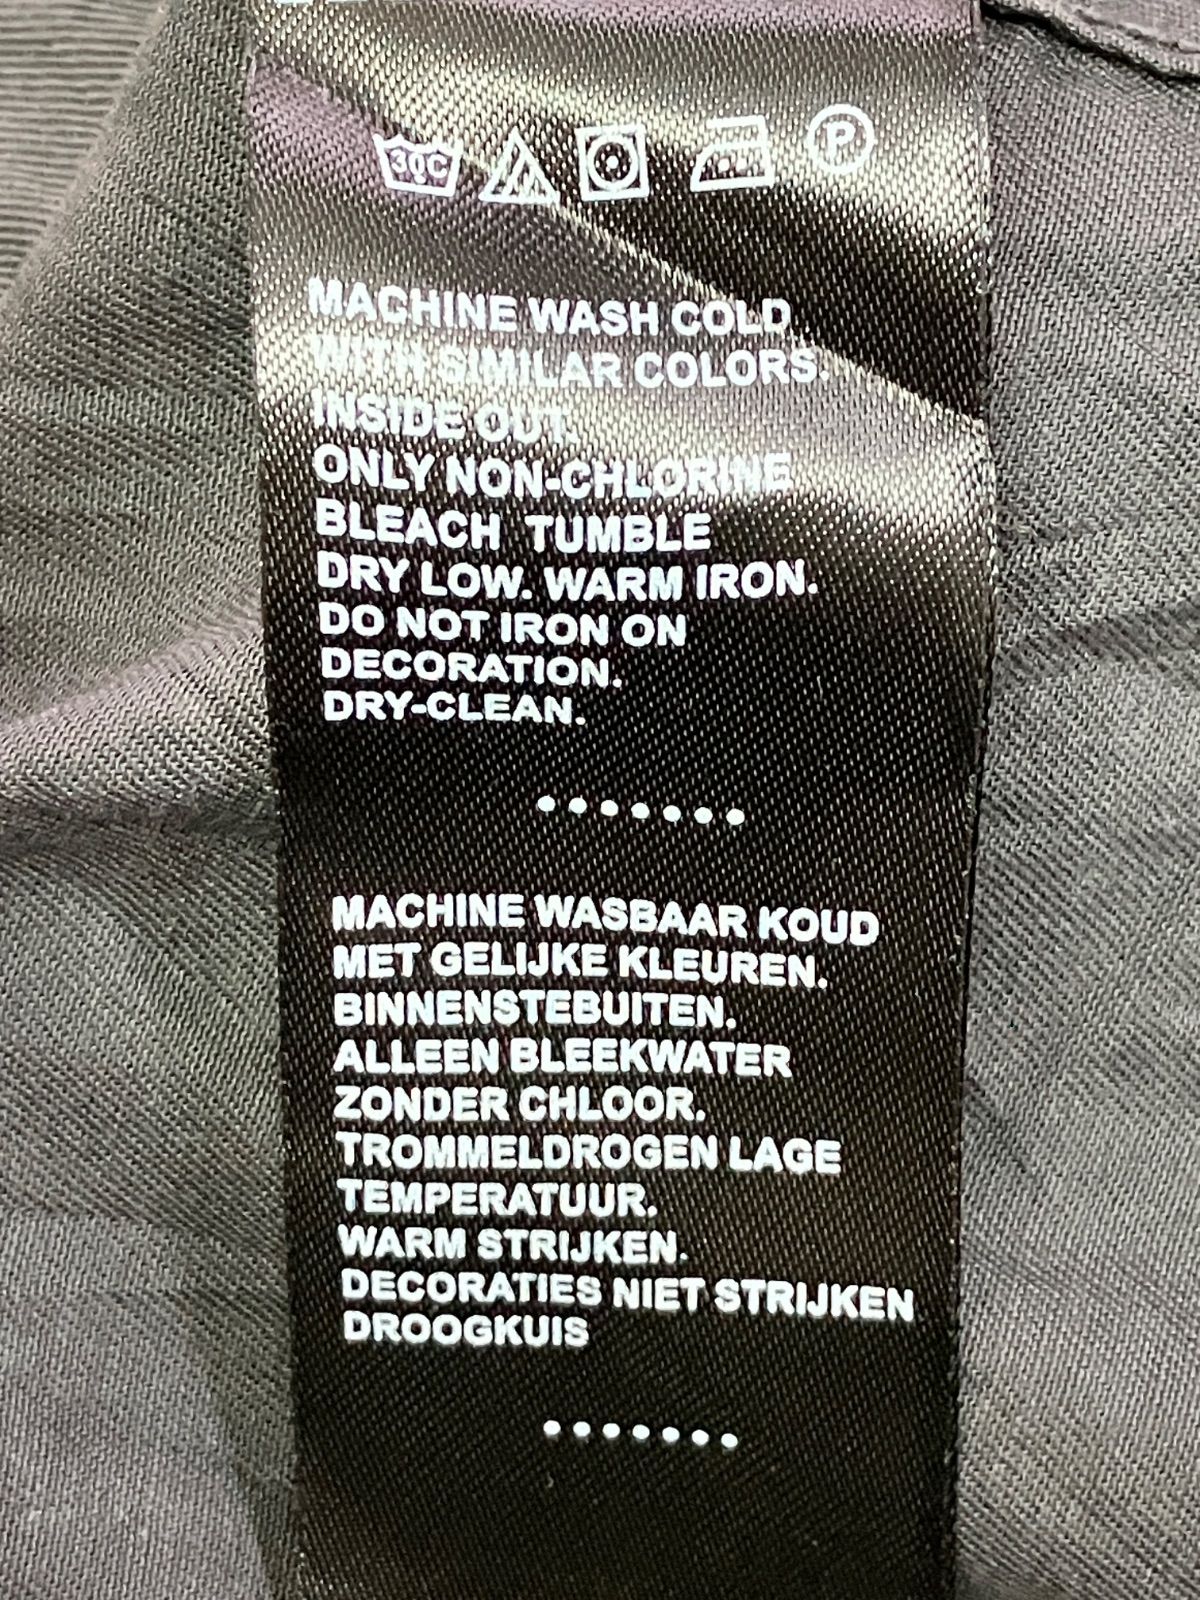 30C P
MACHINE WASH COLD
WITH SIMILAR COLORS.
INSIDE OUT.
ONLY NON-CHLORINE
BLEACH TUMBLE
DRY LOW. WARM IRON.
DO NOT IRON ON
DECORATION.
DRY-CLEAN.
.......
MACHINE WASBAAR KOUD
MET GELIJKE KLEUREN.
BINNENSTEBUITEN.
ALLEEN BLEEKWATER
ZONDER CHLOOR.
TROMMELDROGEN LAGE
TEMPERATUUR.
WARM STRIJKEN.
DECORATIES NIET STRIJKEN
DROOGKUIS
.......